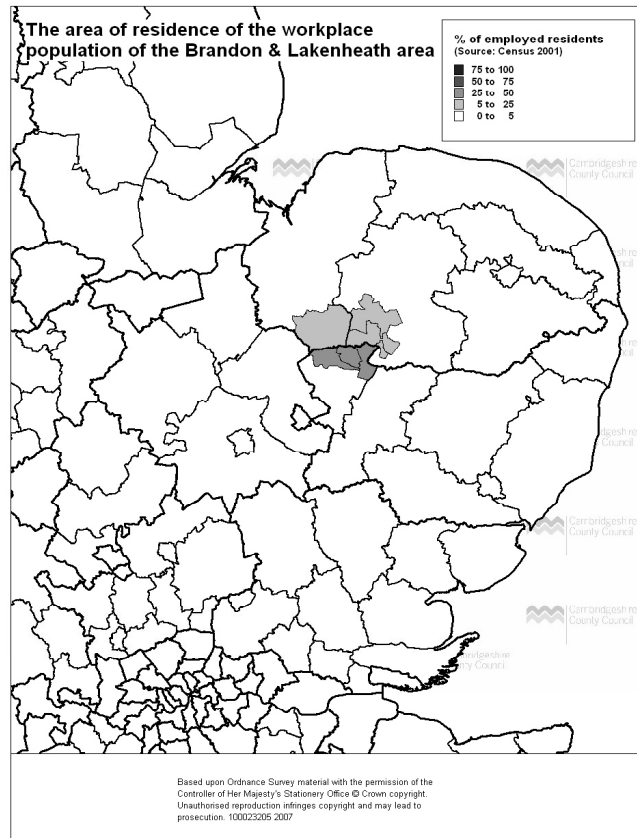 The area of residence of the workplace
population of the Brandon & Lakenheath area
% of employed residents
(Source: Census 2001)
75 to 100
50 to 75
25 to 50
5 to 25
0 to 5
Cambridgeshire
County Council
Cambridgeshire
County Council
Cambridgeshire
County Council
Based upon Ordnance Survey material with the permission of the
Controller of Her Majesty's Stationery Office © Crown copyright.
Unauthorised reproduction infringes copyright and may lead to
prosecution. 100023205 2007